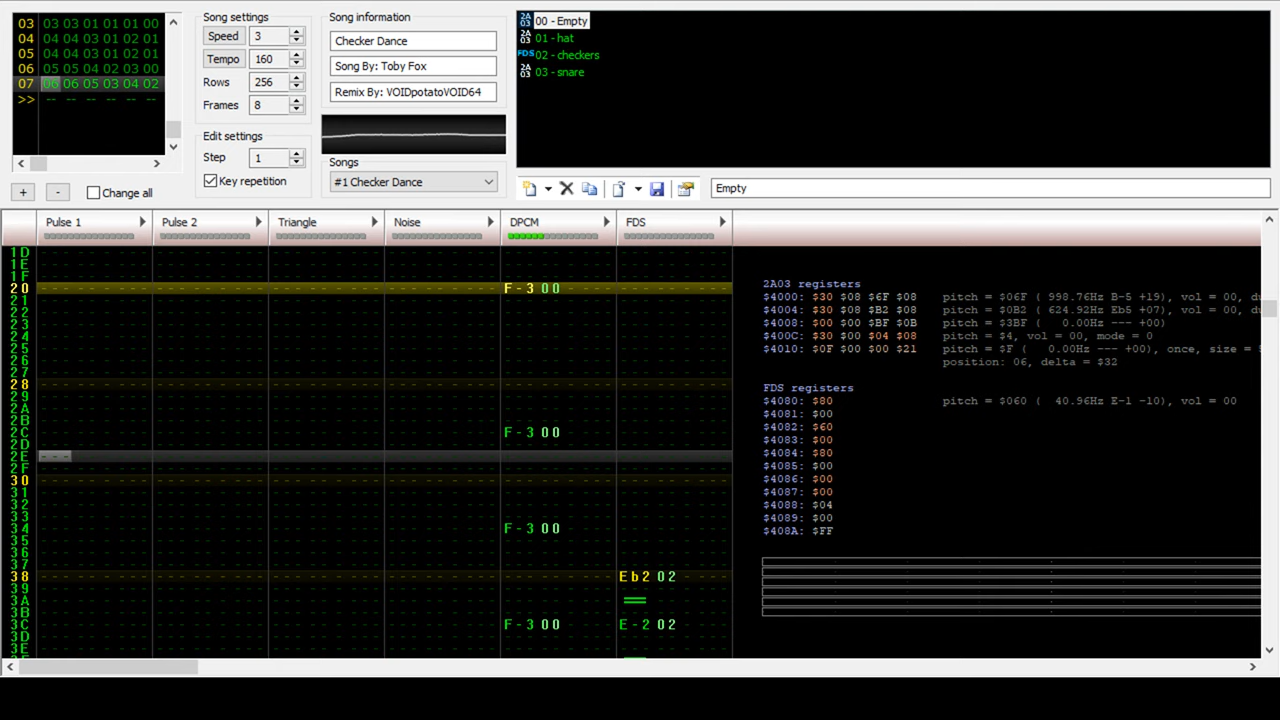 03 03 03 01 01 01 00
04 04 04 03 01 02 01
05 04 04 03 01 02 01
06 05 05 04 02 03 00
07 06 06 05 03 04 02
>> -- -- -- -- -- --
+ - Change all
Song settings
Speed 3
Tempo 160
Rows 256
Frames 8
Edit settings
Step 1
Key repetition
Song information
Checker Dance
Song By: Toby Fox
Remix By: VOIDpotatoVOID64
Songs
#1 Checker Dance
2A03 00 - Empty
2A03 01 - hat
FDS 02 - checkers
2A03 03 - snare
Empty
Pulse 1 Pulse 2 Triangle Noise DPCM FDS
1D
1E
1F
20 F-3 00
21
22
23
24
25
26
27
28
29
2A
2B
2C F-3 00
2D
2E ---
2F
30
31
32
33
34 F-3 00
35
36
37
38 Eb2 02
39
3A
3B
3C F-3 00 E-2 02
3D
3E
2A03 registers
$4000: $30 $08 $6F $08 pitch = $06F ( 998.76Hz B-5 +19), vol = 00,
$4004: $30 $08 $B2 $08 pitch = $0B2 ( 624.92Hz Eb5 +07), vol = 00,
$4008: $00 $00 $BF $0B pitch = $3BF ( 0.00Hz --- +00)
$400C: $30 $00 $04 $08 pitch = $4, vol = 00, mode = 0
$4010: $0F $00 $00 $21 pitch = $F ( 0.00Hz --- +00), once, size =
position: 06, delta = $32
FDS registers
$4080: $80 pitch = $060 ( 40.96Hz E-1 -10), vol = 00
$4081: $00
$4082: $60
$4083: $00
$4084: $80
$4085: $00
$4086: $00
$4087: $00
$4088: $04
$4089: $00
$408A: $FF